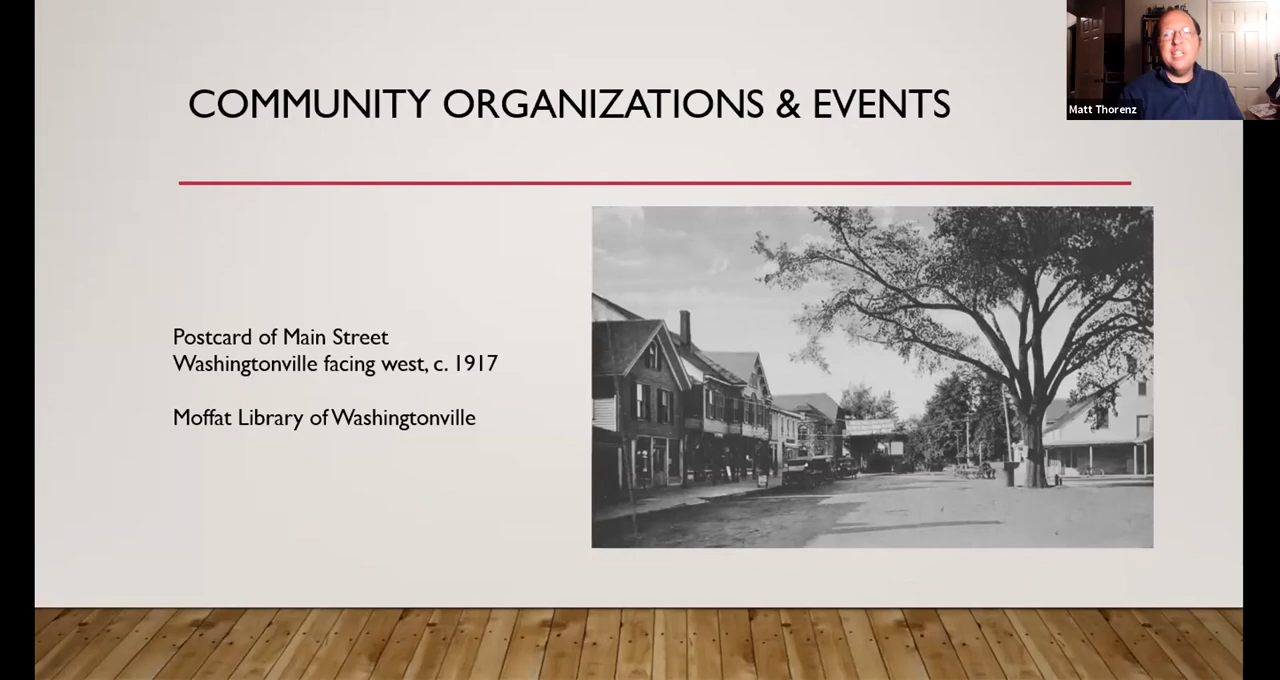 COMMUNITY ORGANIZATIONS & EVENTS
Matt Thorenz
Postcard of Main Street
Washingtonville facing west, c. 1917
Moffat Library of Washingtonville